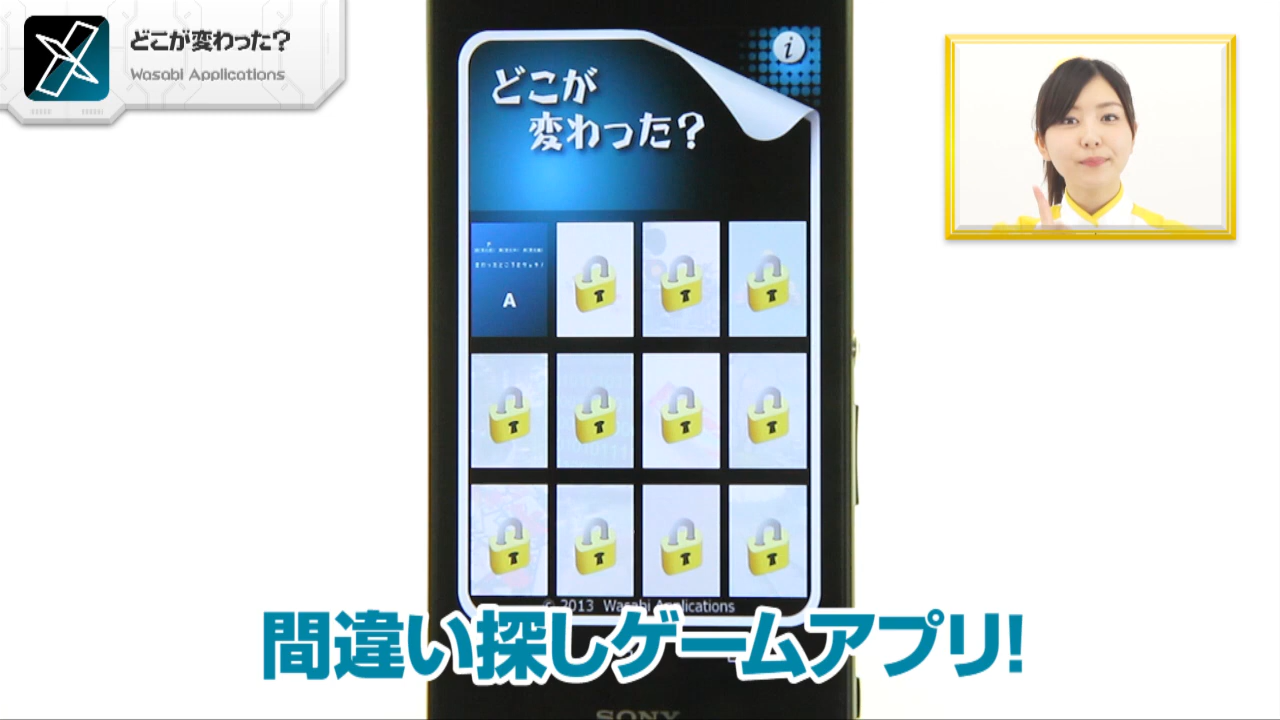 どこが変わった?
Wasabi Applications
i
どこが
変わった?
A
© 2013 Wasabi Applications
間違い探しゲームアプリ!
SONY